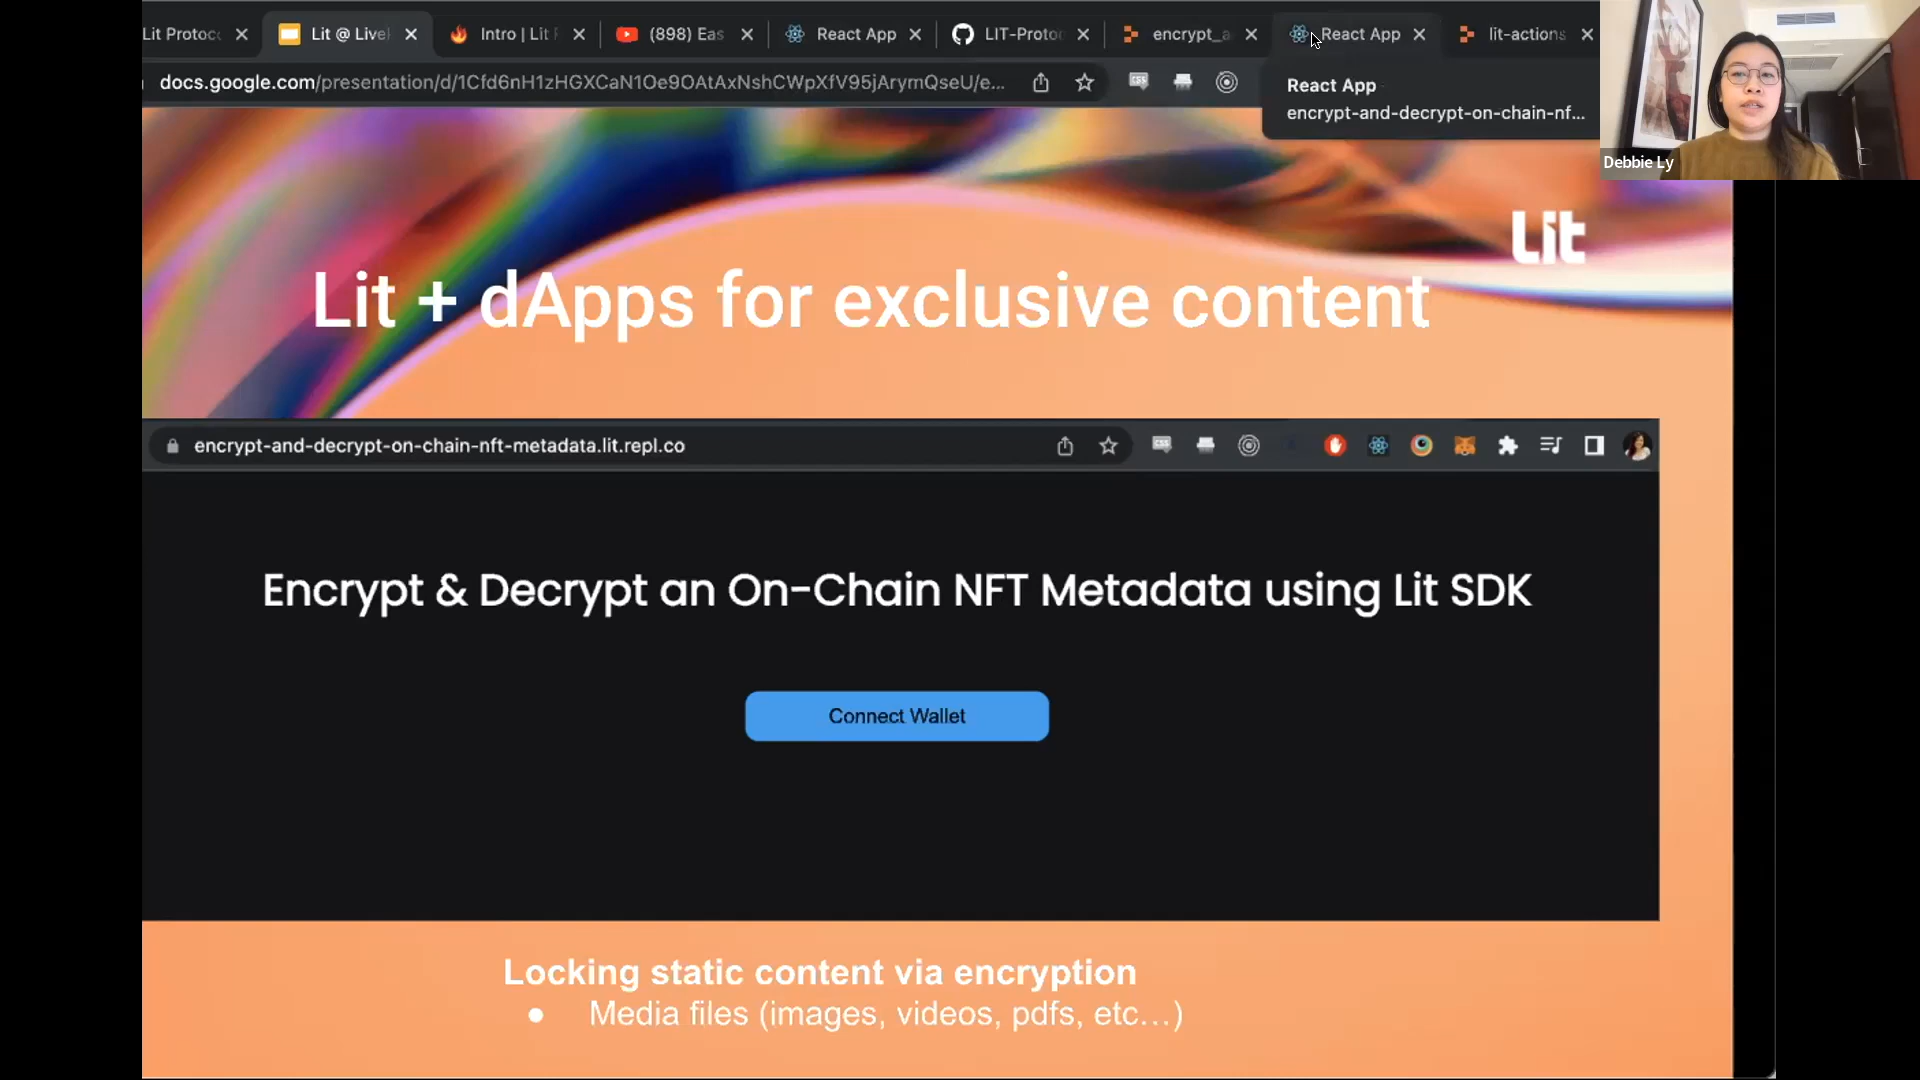 Lit Protoc
Lit @ Live
Intro | Lit P
(898) Eas
React App
LIT-Proto
encrypt_a
React App
lit-actions
docs.google.com/presentation/d/1Cfd6nH1zHGXCaN1Oe9OAtAxNshCWpXfV95jArymQseU/e...
CSS
React App
encrypt-and-decrypt-on-chain-nf...
Debbie Ly
Lit
Lit + dApps for exclusive content
encrypt-and-decrypt-on-chain-nft-metadata.lit.repl.co
CSS
Encrypt & Decrypt an On-Chain NFT Metadata using Lit SDK
Connect Wallet
Locking static content via encryption
● Media files (images, videos, pdfs, etc...)